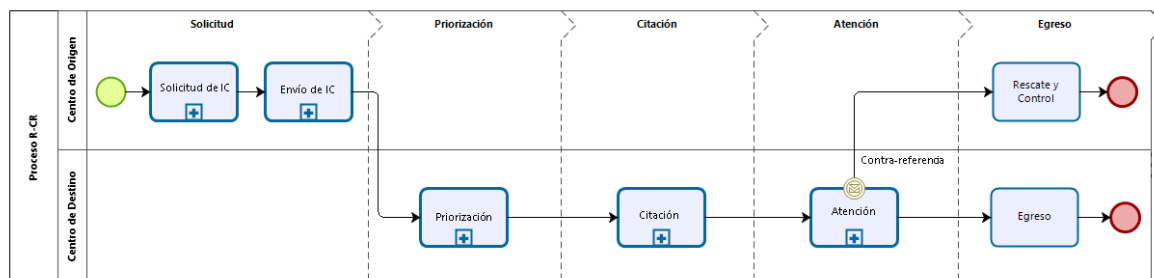 Solicitud
Priorización
Citación
Atención
Egreso
Proceso R-CR
Centro de Origen
Solicitud de IC
Envío de IC
Rescate y
Control
Contra-referencia
Centro de Destino
Priorización
Citación
Atención
Egreso